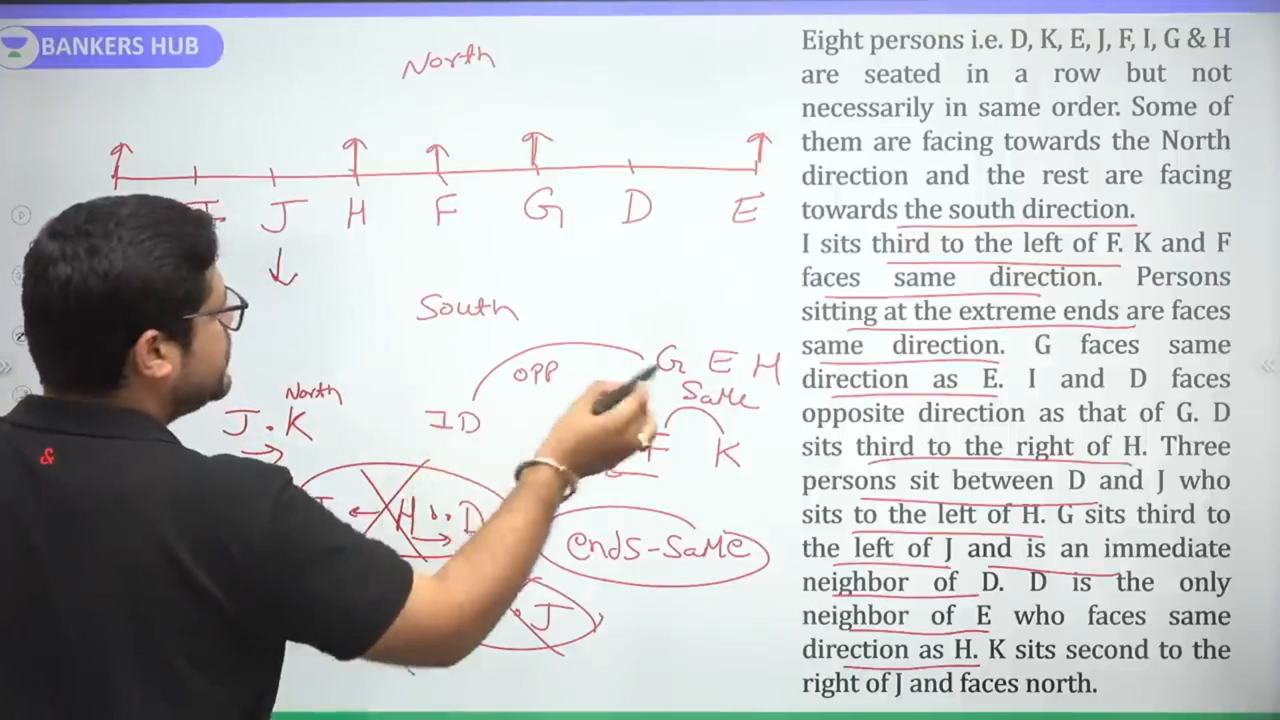 BANKERS HUB
North
J H F G D E
South
G E H
OPP
Same
North
J . K
I D
F K
H . . D
ends-same
. J
&
Eight persons i.e. D, K, E, J, F, I, G & H
are seated in a row but not
necessarily in same order. Some of
them are facing towards the North
direction and the rest are facing
towards the south direction.
I sits third to the left of F. K and F
faces same direction. Persons
sitting at the extreme ends are faces
same direction. G faces same
direction as E. I and D faces
opposite direction as that of G. D
sits third to the right of H. Three
persons sit between D and J who
sits to the left of H. G sits third to
the left of J and is an immediate
neighbor of D. D is the only
neighbor of E who faces same
direction as H. K sits second to the
right of J and faces north.